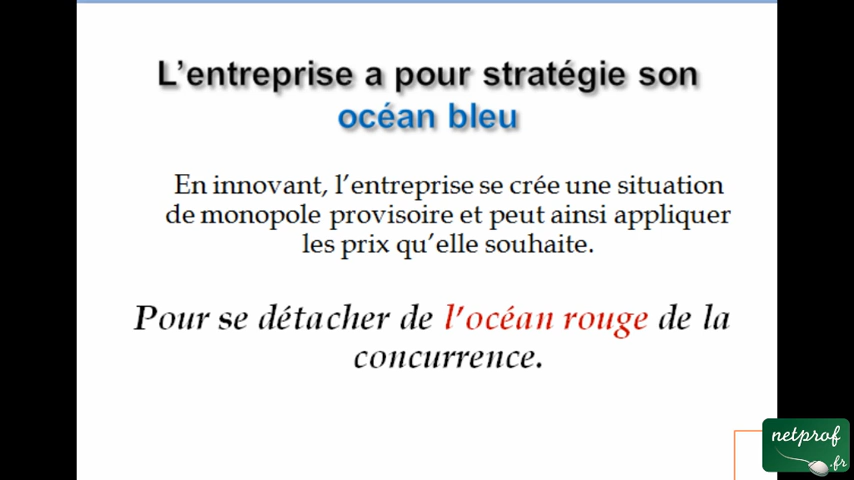 L’entreprise a pour stratégie son
océan bleu
En innovant, l’entreprise se crée une situation
de monopole provisoire et peut ainsi appliquer
les prix qu’elle souhaite.
Pour se détacher de l'océan rouge de la
concurrence.
netprof
.fr